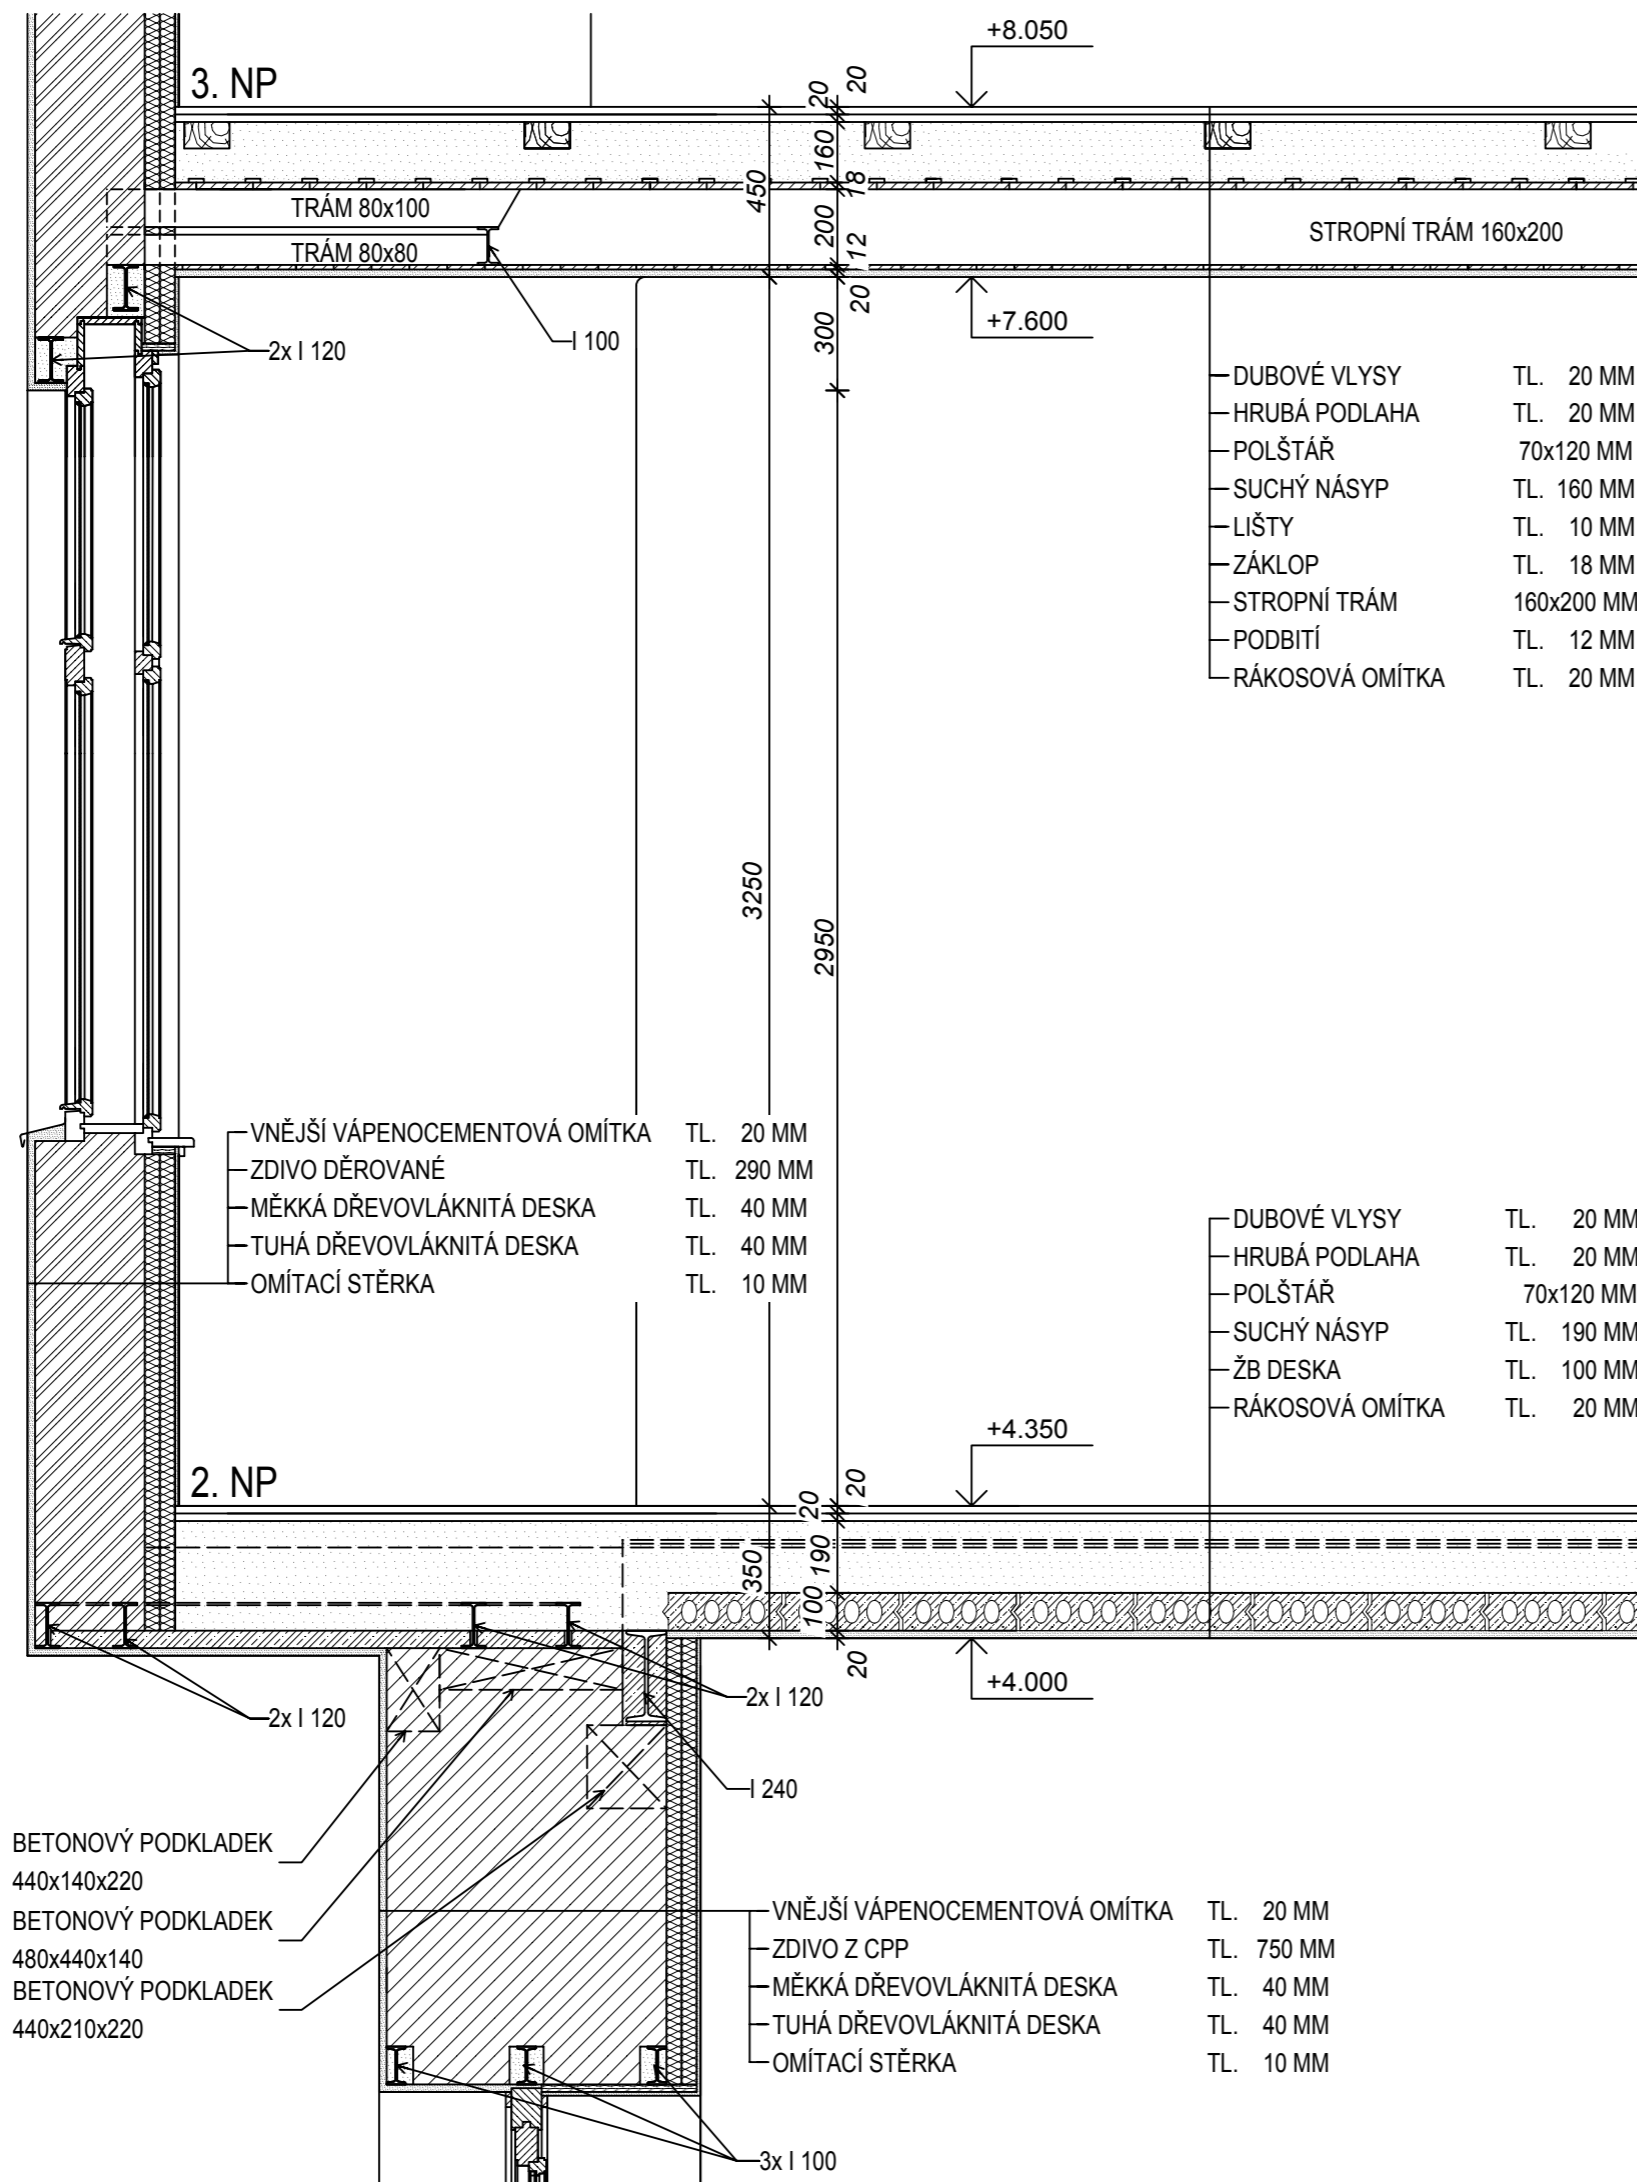 +8.050
3. NP
20
20
160
450
18
TRÁM 80x100
200
STROPNÍ TRÁM 160x200
TRÁM 80x80
12
20
+7.600
300
2x I 120
I 100
DUBOVÉ VLYSY TL. 20 MM
HRUBÁ PODLAHA TL. 20 MM
POLŠTÁŘ 70x120 MM
SUCHÝ NÁSYP TL. 160 MM
LIŠTY TL. 10 MM
ZÁKLOP TL. 18 MM
STROPNÍ TRÁM 160x200 MM
PODBITÍ TL. 12 MM
RÁKOSOVÁ OMÍTKA TL. 20 MM
3250
2950
VNĚJŠÍ VÁPENOCEMENTOVÁ OMÍTKA TL. 20 MM
ZDIVO DĚROVANÉ TL. 290 MM
MĚKKÁ DŘEVOVLÁKNITÁ DESKA TL. 40 MM
TUHÁ DŘEVOVLÁKNITÁ DESKA TL. 40 MM
OMÍTACÍ STĚRKA TL. 10 MM
DUBOVÉ VLYSY TL. 20 MM
HRUBÁ PODLAHA TL. 20 MM
POLŠTÁŘ 70x120 MM
SUCHÝ NÁSYP TL. 190 MM
ŽB DESKA TL. 100 MM
RÁKOSOVÁ OMÍTKA TL. 20 MM
+4.350
2. NP
20
20
190
350
100
20
+4.000
2x I 120
2x I 120
I 240
BETONOVÝ PODKLADEK
440x140x220
BETONOVÝ PODKLADEK
480x440x140
BETONOVÝ PODKLADEK
440x210x220
VNĚJŠÍ VÁPENOCEMENTOVÁ OMÍTKA TL. 20 MM
ZDIVO Z CPP TL. 750 MM
MĚKKÁ DŘEVOVLÁKNITÁ DESKA TL. 40 MM
TUHÁ DŘEVOVLÁKNITÁ DESKA TL. 40 MM
OMÍTACÍ STĚRKA TL. 10 MM
3x I 100